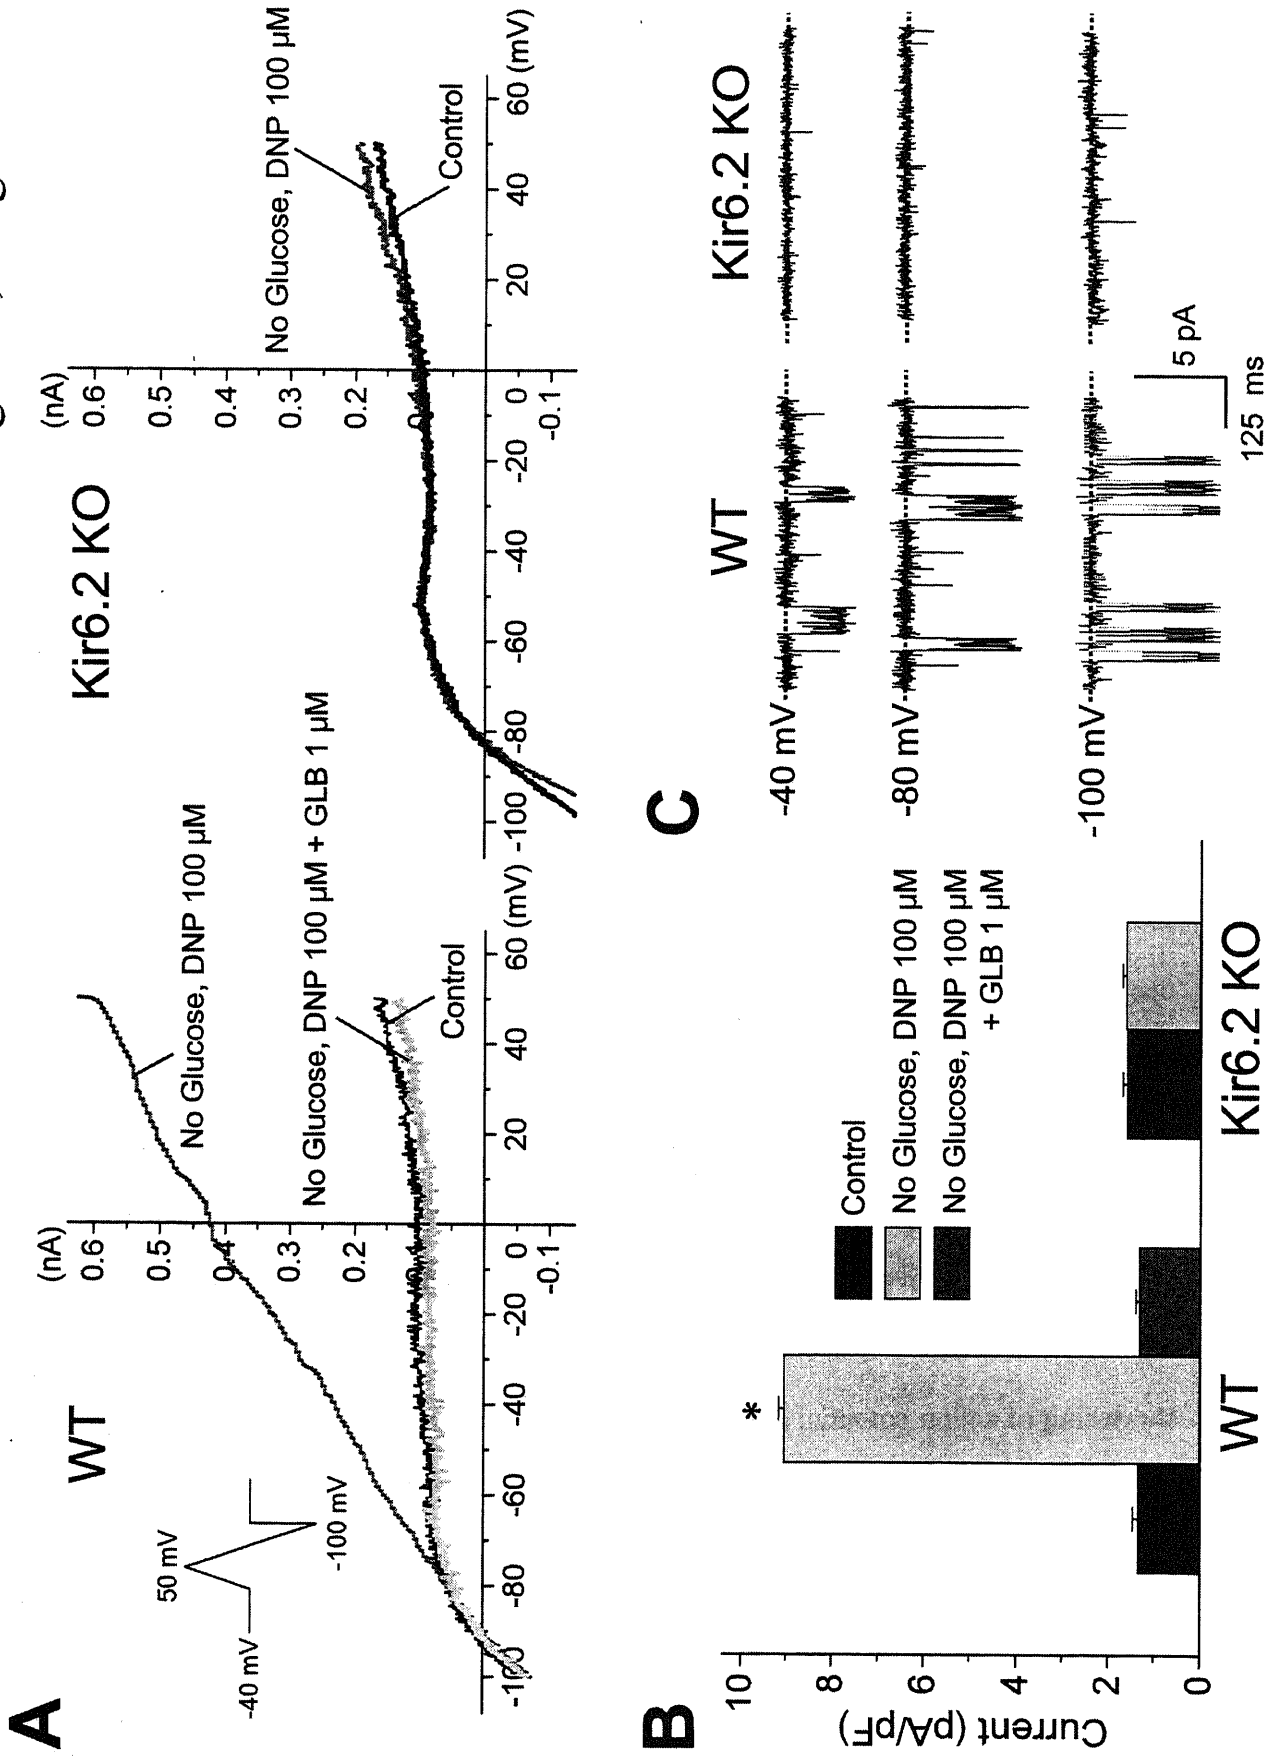 A
WT
Kir6.2 KO
(nA)
0.6
0.5
0.4
0.3
0.2
0
-0.1
-100
-80
-60
-40
-20
20
40
60 (mV)
50 mV
-40 mV
-100 mV
No Glucose, DNP 100 µM
No Glucose, DNP 100 µM + GLB 1 µM
Control
(nA)
0.6
0.5
0.4
0.3
0.2
0
-0.1
-100
-80
-60
-40
-20
20
40
60 (mV)
No Glucose, DNP 100 µM
Control
B
Current (pA/pF)
10
8
6
4
2
0
*
Control
No Glucose, DNP 100 µM
No Glucose, DNP 100 µM
+ GLB 1 µM
WT
Kir6.2 KO
C
WT
Kir6.2 KO
-40 mV
-80 mV
-100 mV
5 pA
125 ms